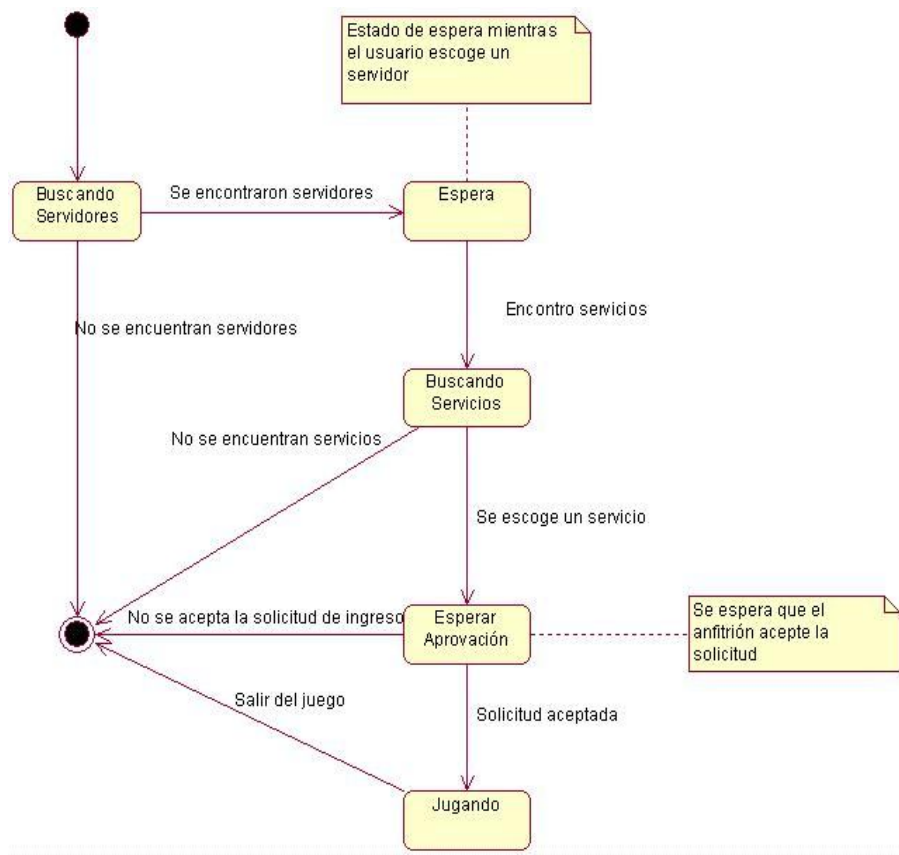 Estado de espera mientras
el usuario escoge un
servidor
Buscando
Servidores
Se encontraron servidores
Espera
No se encuentran servidores
Encontro servicios
Buscando
Servicios
No se encuentran servicios
Se escoge un servicio
No se acepta la solicitud de ingreso
Esperar
Aprovación
Se espera que el
anfitrión acepte la
solicitud
Salir del juego
Solicitud aceptada
Jugando